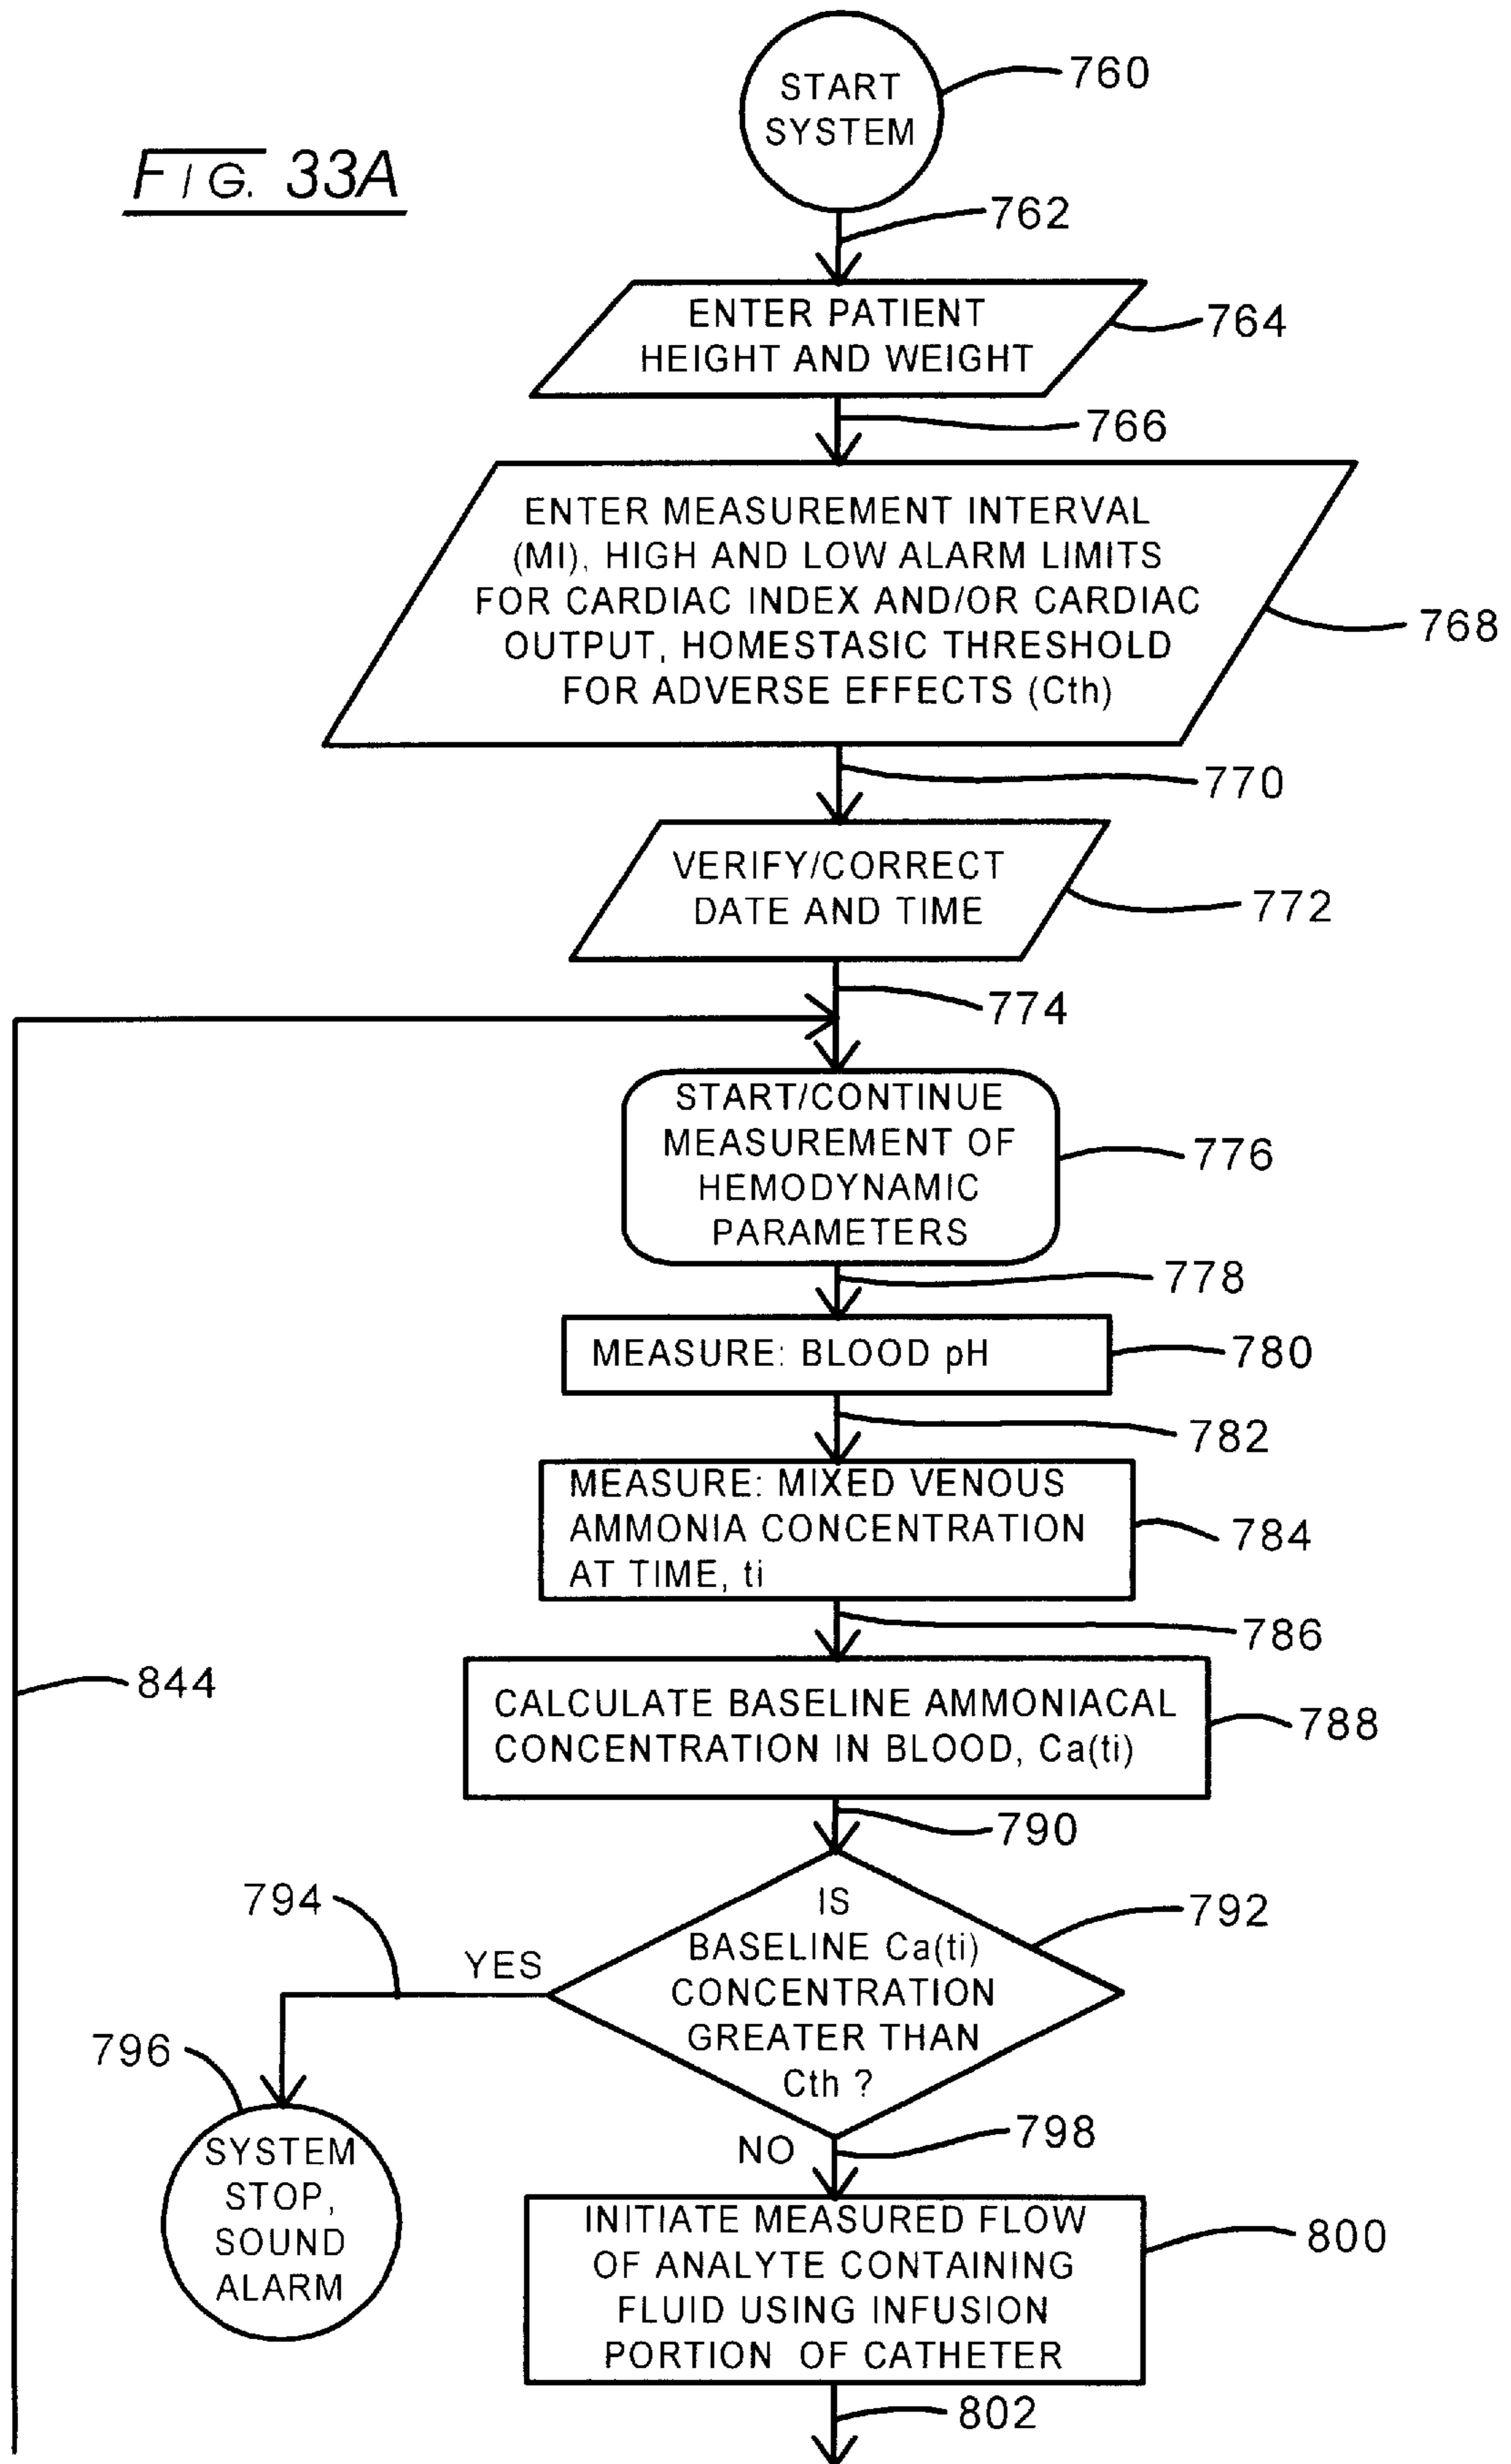 FIG. 33A
START
SYSTEM
760
762
ENTER PATIENT
HEIGHT AND WEIGHT
764
766
ENTER MEASUREMENT INTERVAL
(MI), HIGH AND LOW ALARM LIMITS
FOR CARDIAC INDEX AND/OR CARDIAC
OUTPUT, HOMESTASIC THRESHOLD
FOR ADVERSE EFFECTS (Cth)
768
770
VERIFY/CORRECT
DATE AND TIME
772
774
START/CONTINUE
MEASUREMENT OF
HEMODYNAMIC
PARAMETERS
776
778
MEASURE: BLOOD pH
780
782
MEASURE: MIXED VENOUS
AMMONIA CONCENTRATION
AT TIME, ti
784
786
844
CALCULATE BASELINE AMMONIACAL
CONCENTRATION IN BLOOD, Ca(ti)
788
790
IS
BASELINE Ca(ti)
CONCENTRATION
GREATER THAN
Cth ?
792
794
YES
796
SYSTEM
STOP,
SOUND
ALARM
NO
798
INITIATE MEASURED FLOW
OF ANALYTE CONTAINING
FLUID USING INFUSION
PORTION OF CATHETER
800
802